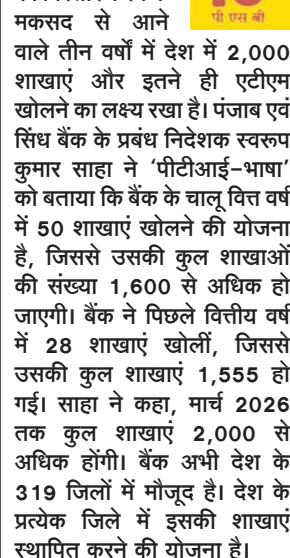 मकसद से आने
पी एस बी
वाले तीन वर्षों में देश में 2,000
शाखाएं और इतने ही एटीएम
खोलने का लक्ष्य रखा है। पंजाब एवं
सिंध बैंक के प्रबंध निदेशक स्वरूप
कुमार साहा ने ‘पीटीआई-भाषा’
को बताया कि बैंक के चालू वित्त वर्ष
में 50 शाखाएं खोलने की योजना
है, जिससे उसकी कुल शाखाओं
की संख्या 1,600 से अधिक हो
जाएगी। बैंक ने पिछले वित्तीय वर्ष
में 28 शाखाएं खोलीं, जिससे
उसकी कुल शाखाएं 1,555 हो
गई। साहा ने कहा, मार्च 2026
तक कुल शाखाएं 2,000 से
अधिक होंगी। बैंक अभी देश के
319 जिलों में मौजूद है। देश के
प्रत्येक जिले में इसकी शाखाएं
स्थापित करने की योजना है।